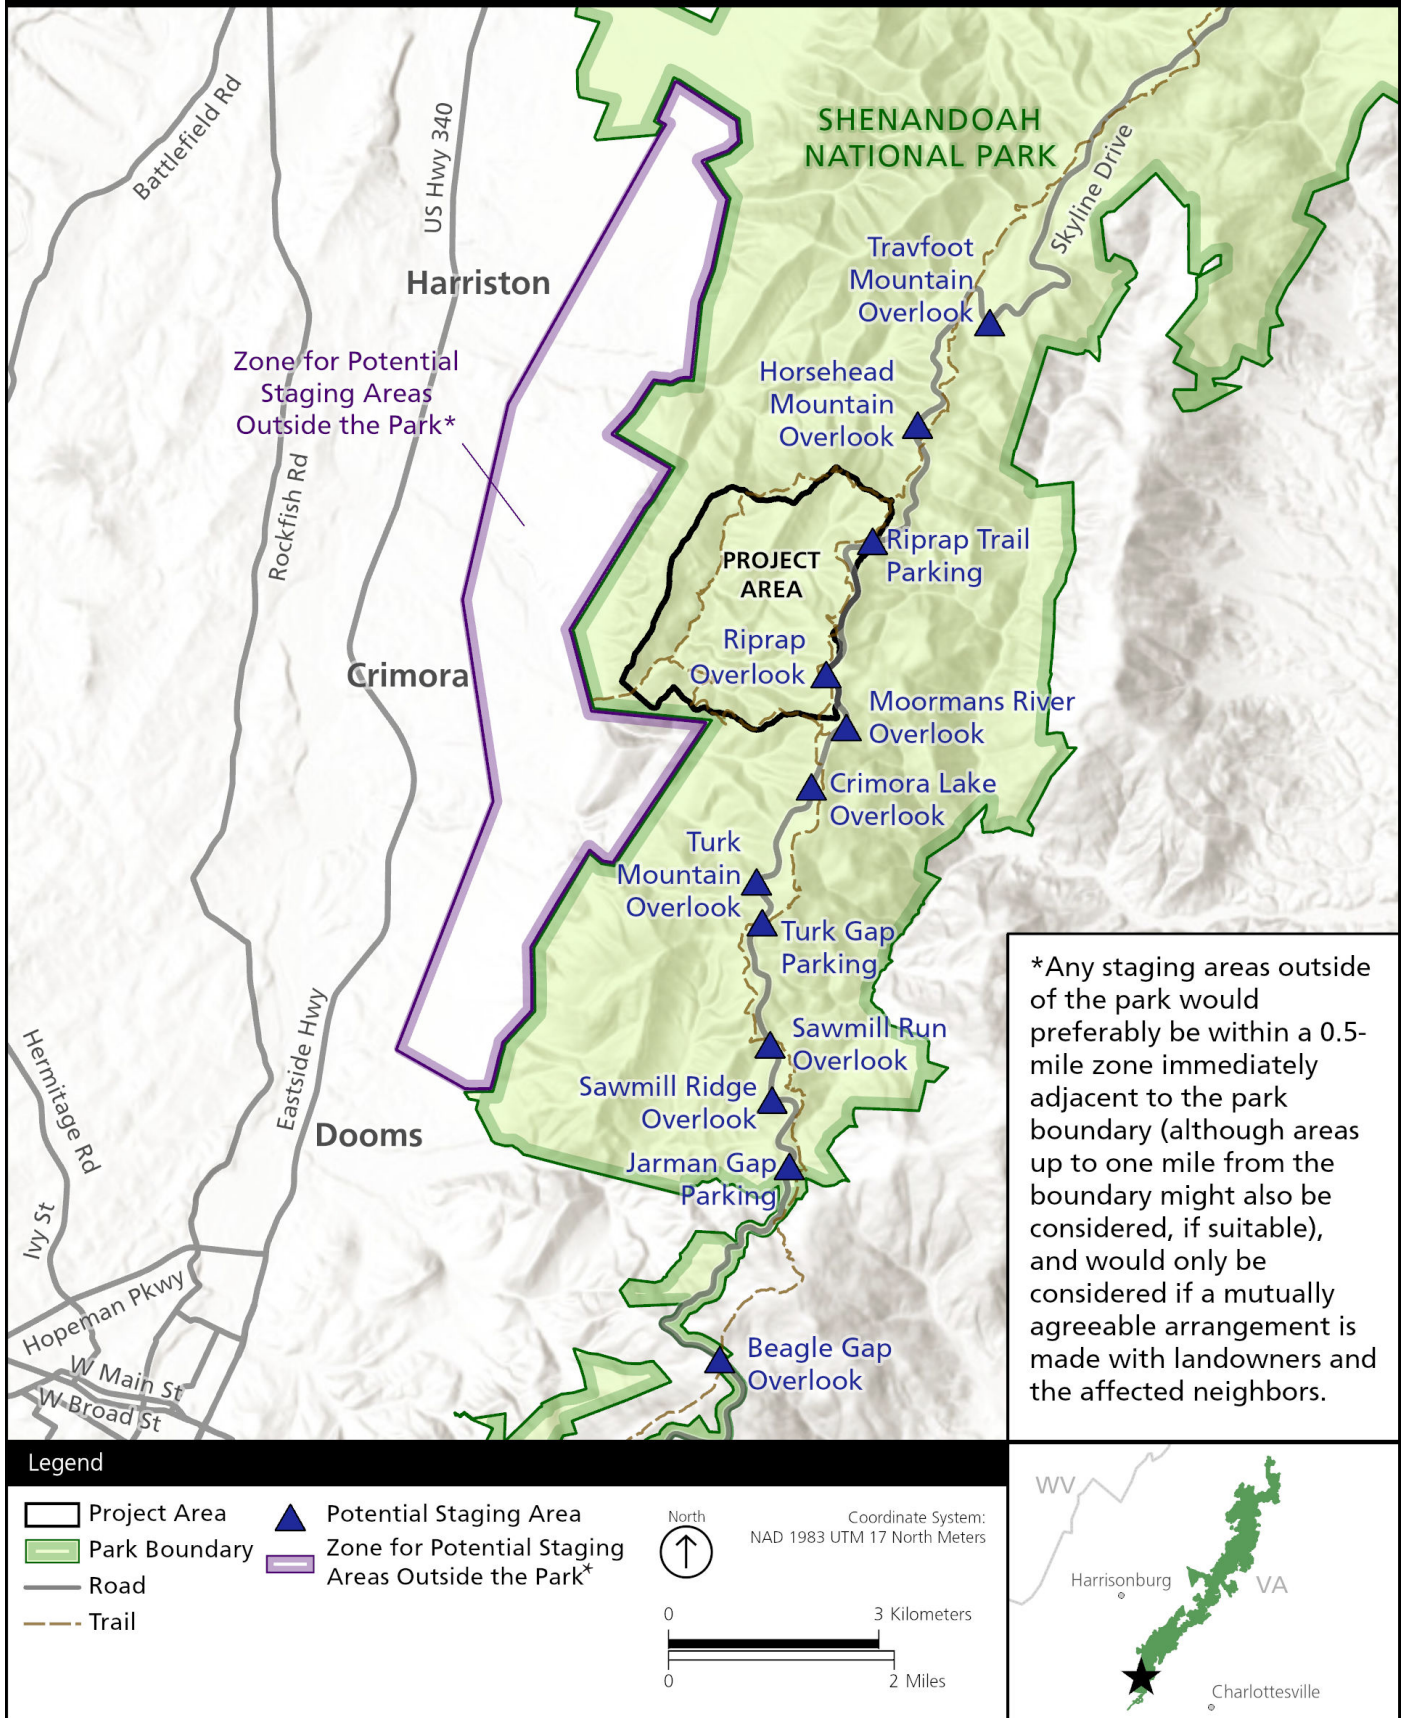 Battlefield Rd
US Hwy 340
SHENANDOAH
NATIONAL PARK
Skyline Drive
Travfoot
Mountain
Overlook
Harriston
Zone for Potential
Staging Areas
Outside the Park*
Horsehead
Mountain
Overlook
Rockfish Rd
Riprap Trail
Parking
PROJECT
AREA
Riprap
Overlook
Crimora
Moormans River
Overlook
Crimora Lake
Overlook
Turk
Mountain
Overlook
Turk Gap
Parking
Sawmill Run
Overlook
Sawmill Ridge
Overlook
Eastside Hwy
Hermitage Rd
Dooms
Jarman Gap
Parking
Ivy St
Hopeman Pkwy
W Main St
W Broad St
Beagle Gap
Overlook
*Any staging areas outside
of the park would
preferably be within a 0.5-
mile zone immediately
adjacent to the park
boundary (although areas
up to one mile from the
boundary might also be
considered, if suitable),
and would only be
considered if a mutually
agreeable arrangement is
made with landowners and
the affected neighbors.
Legend
Project Area
Park Boundary
Road
Trail
Potential Staging Area
Zone for Potential Staging
Areas Outside the Park*
North
Coordinate System:
NAD 1983 UTM 17 North Meters
0 3 Kilometers
0 2 Miles
WV
Harrisonburg
VA
Charlottesville